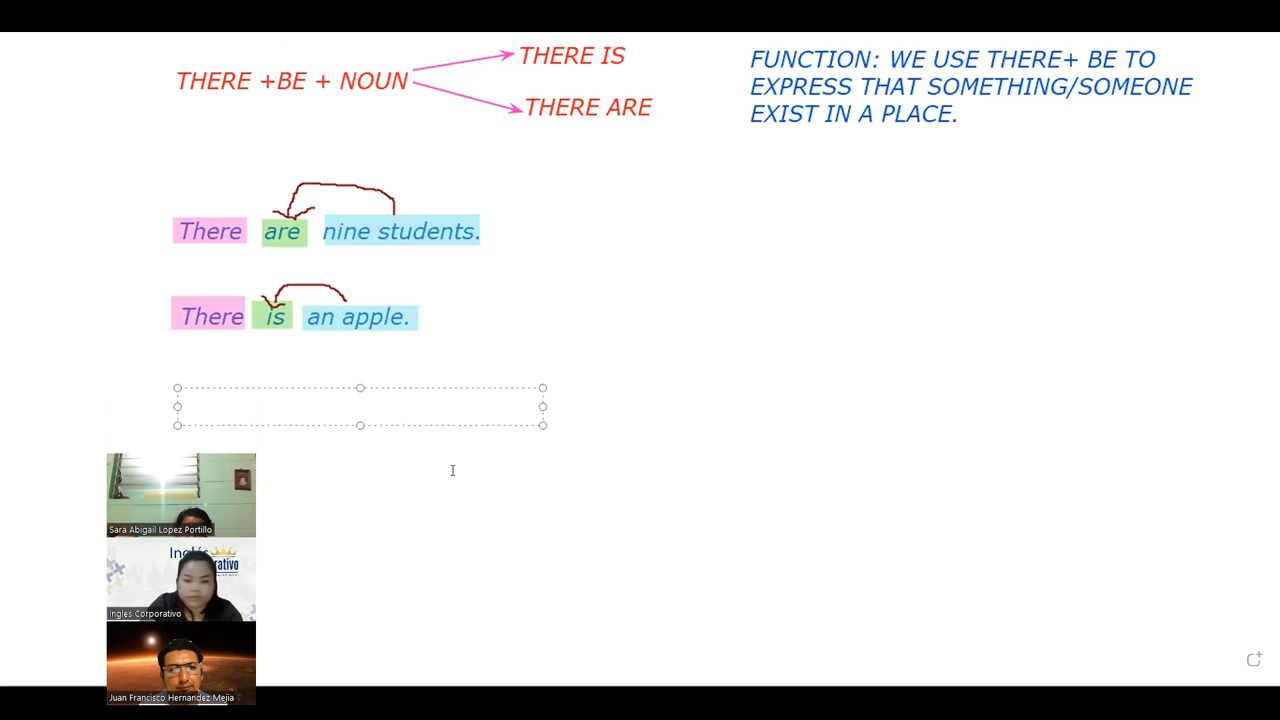 THERE IS
THERE +BE + NOUN
THERE ARE
FUNCTION: WE USE THERE+ BE TO
EXPRESS THAT SOMETHING/SOMEONE
EXIST IN A PLACE.
There are nine students.
There is an apple.
Sara Abigail Lopez Portillo
Ingles Corporativo
Juan Francisco Hernandez Mejia